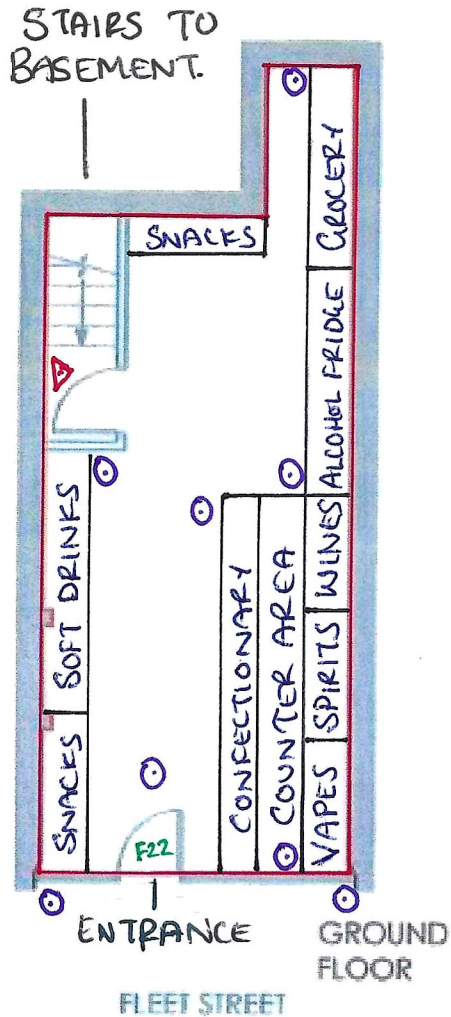 STAIRS TO
BASEMENT.
SNACKS
GROCERY
ALCOHOL FRIDGE
SOFT DRINKS
WINES
CONFECTIONARY
COUNTER AREA
SPIRITS
SNACKS
VAPES
F22
ENTRANCE
GROUND
FLOOR
FLEET STREET